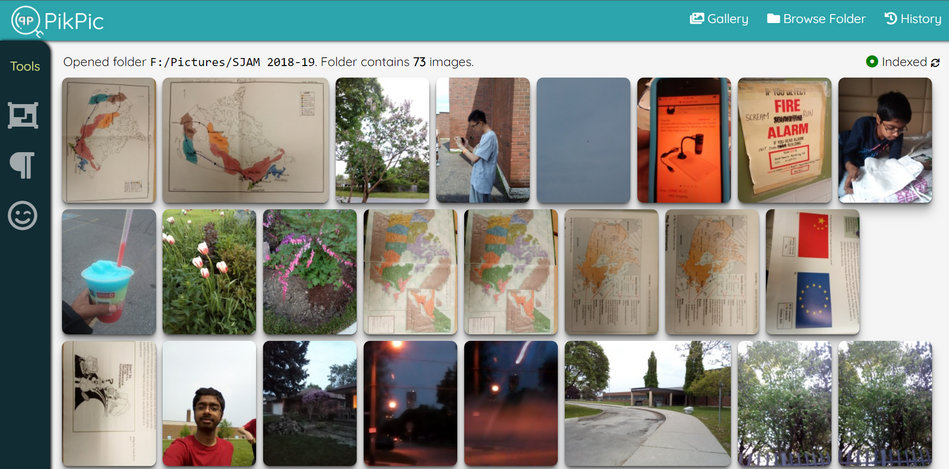 PikPic
Gallery
Browse Folder
History
Tools
Opened folder F:/Pictures/SJAM 2018-19. Folder contains 73 images.
Indexed
IF YOU DETECT
FIRE
SCREAM
RUN
ALARM